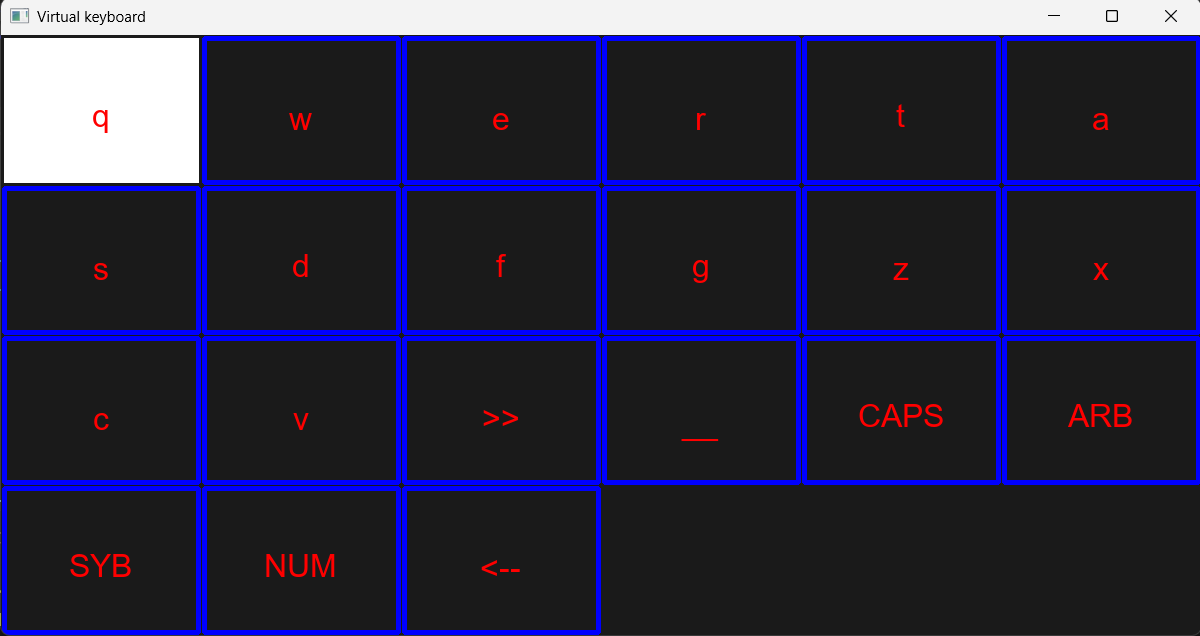 Virtual keyboard
q w e r t a
s d f g z x
c v >> __ CAPS ARB
SYB NUM <--